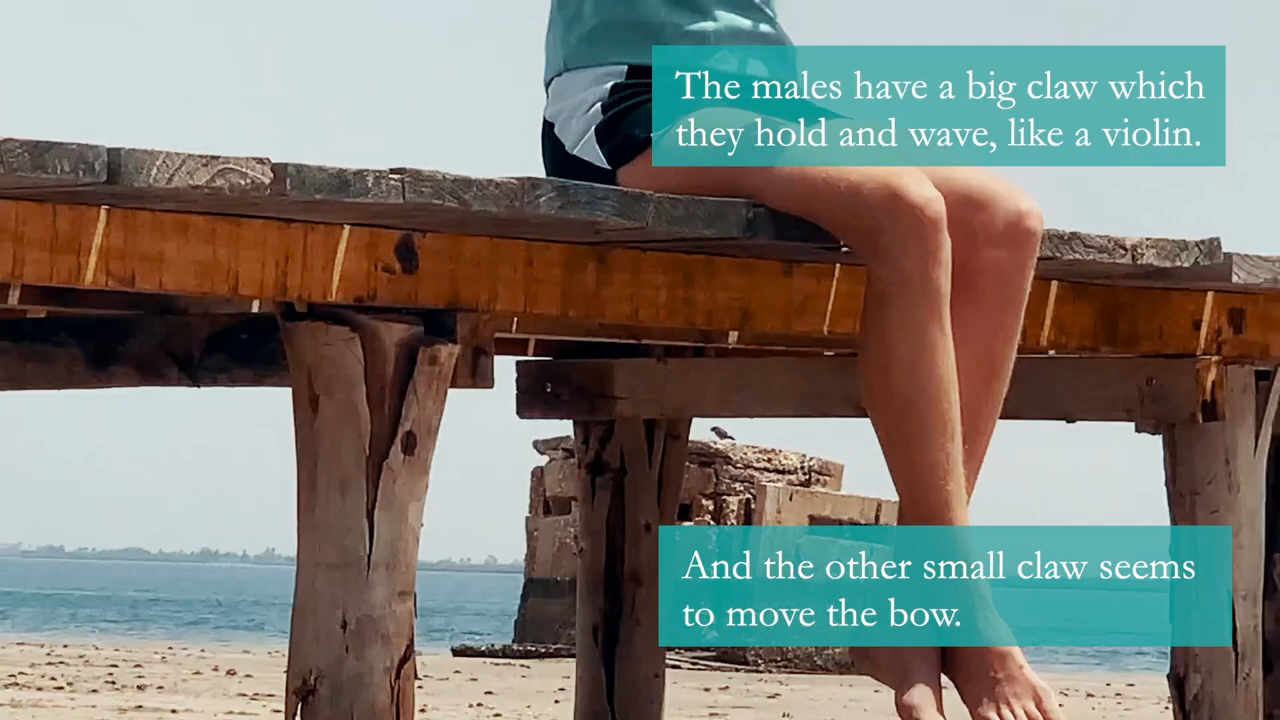 The males have a big claw which
they hold and wave, like a violin.
And the other small claw seems
to move the bow.